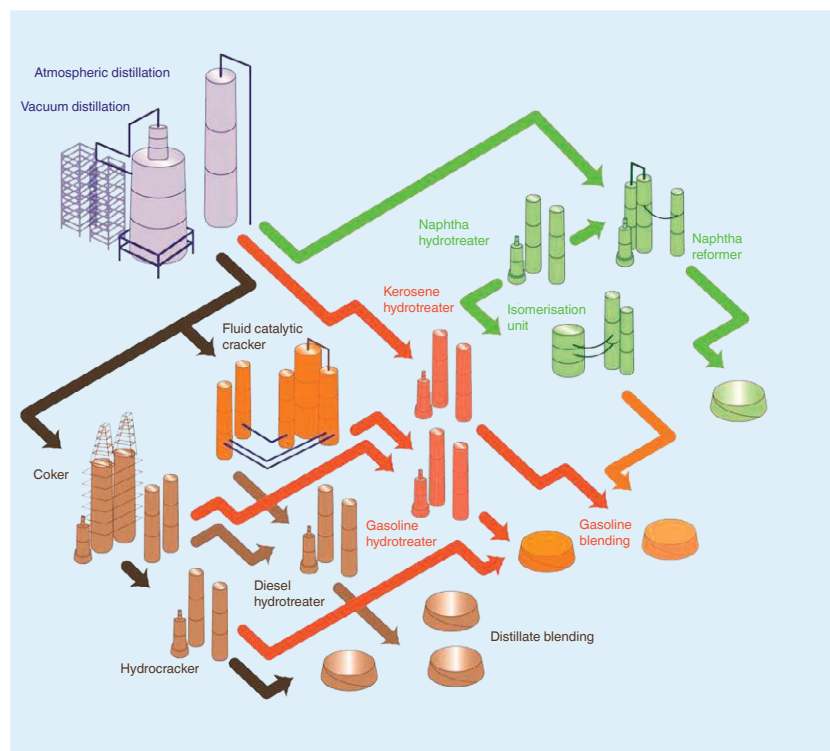 Atmospheric distillation
Vacuum distillation
Naphtha
hydrotreater
Naphtha
reformer
Kerosene
hydrotreater
Isomerisation
unit
Fluid catalytic
cracker
Coker
Gasoline
hydrotreater
Gasoline
blending
Diesel
hydrotreater
Distillate blending
Hydrocracker